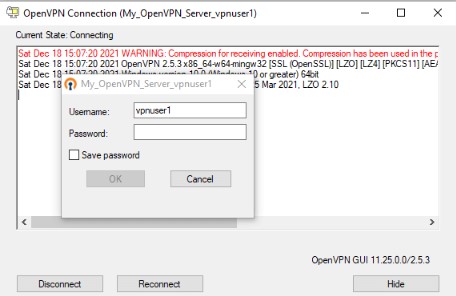 OpenVPN Connection (My_OpenVPN_Server_vpnuser1)
Current State: Connecting
Sat Dec 18 15:07:20 2021 WARNING: Compression for receiving enabled. Compression has been used in the
Sat Dec 18 15:07:20 2021 OpenVPN 2.5.3 x86_64-w64-mingw32 [SSL (OpenSSL)] [LZO] [LZ4] [PKCS11] [AEA
Sat Dec 18 15:07:20 2021 Windows version 10.0 (Windows 10 or greater) 64bit
Sat Dec 5 Mar 2021, LZO 2.10
My_OpenVPN_Server_vpnuser1
Username: vpnuser1
Password:
Save password
OK Cancel
OpenVPN GUI 11.25.0.0/2.5.3
Disconnect Reconnect Hide